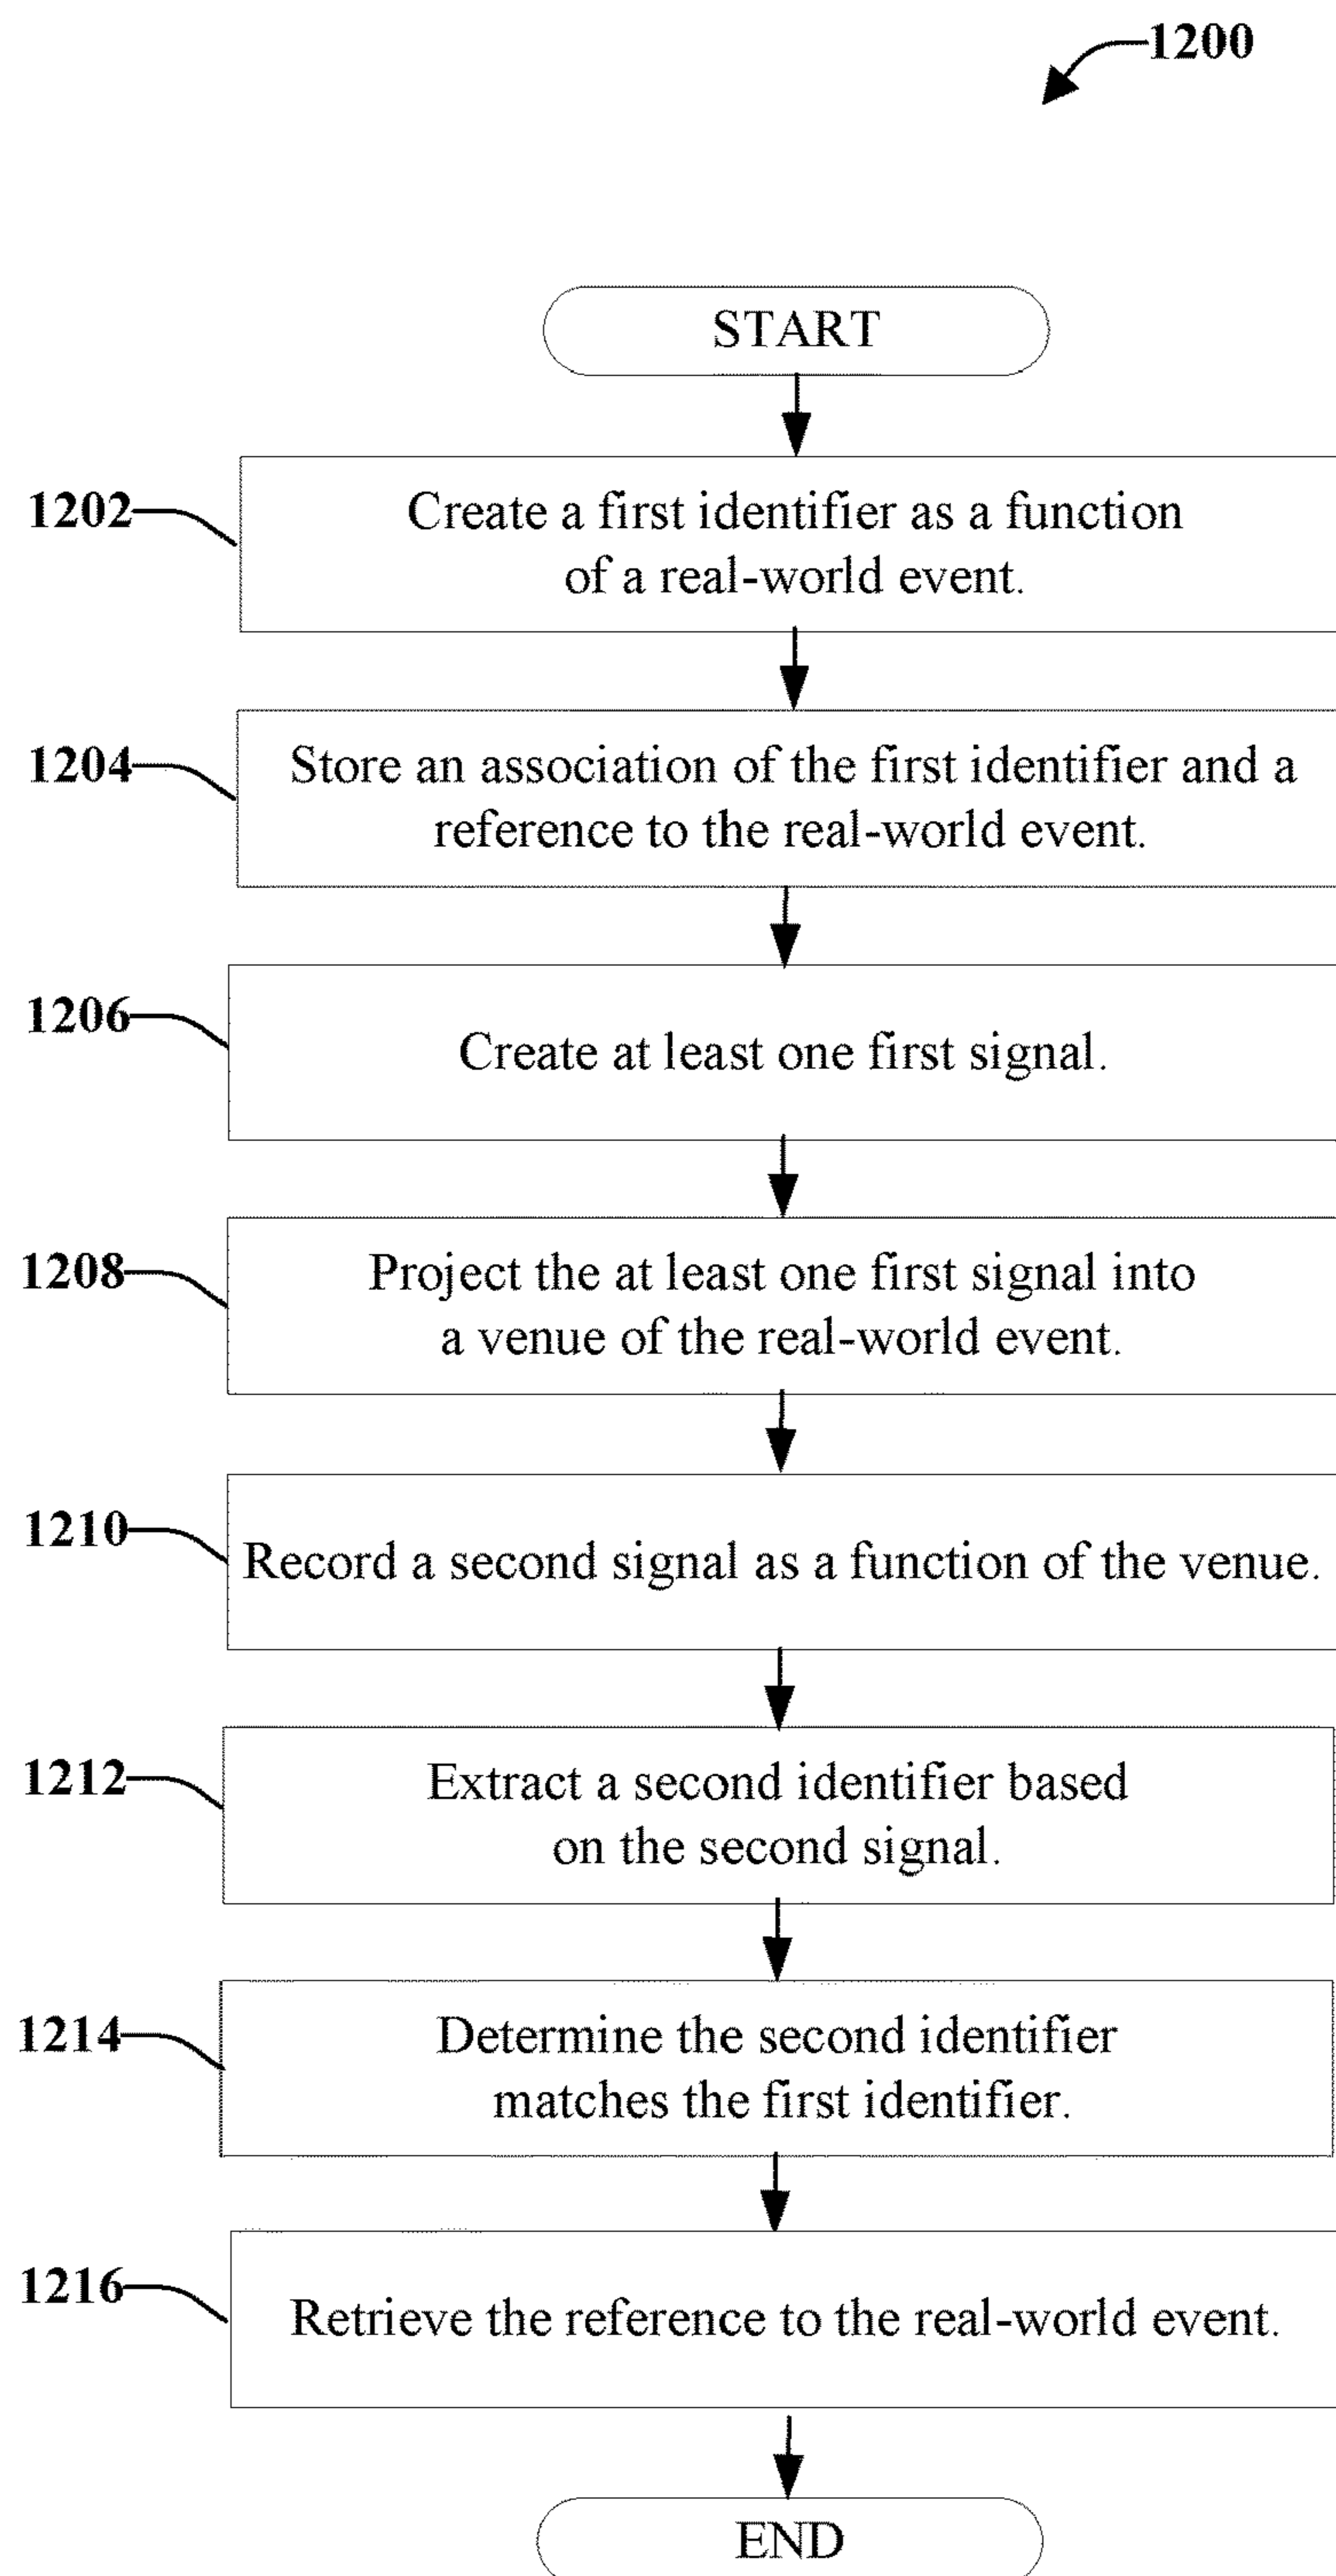 1200
START
1202
Create a first identifier as a function
of a real-world event.
1204
Store an association of the first identifier and a
reference to the real-world event.
1206
Create at least one first signal.
1208
Project the at least one first signal into
a venue of the real-world event.
1210
Record a second signal as a function of the venue.
1212
Extract a second identifier based
on the second signal.
1214
Determine the second identifier
matches the first identifier.
1216
Retrieve the reference to the real-world event.
END